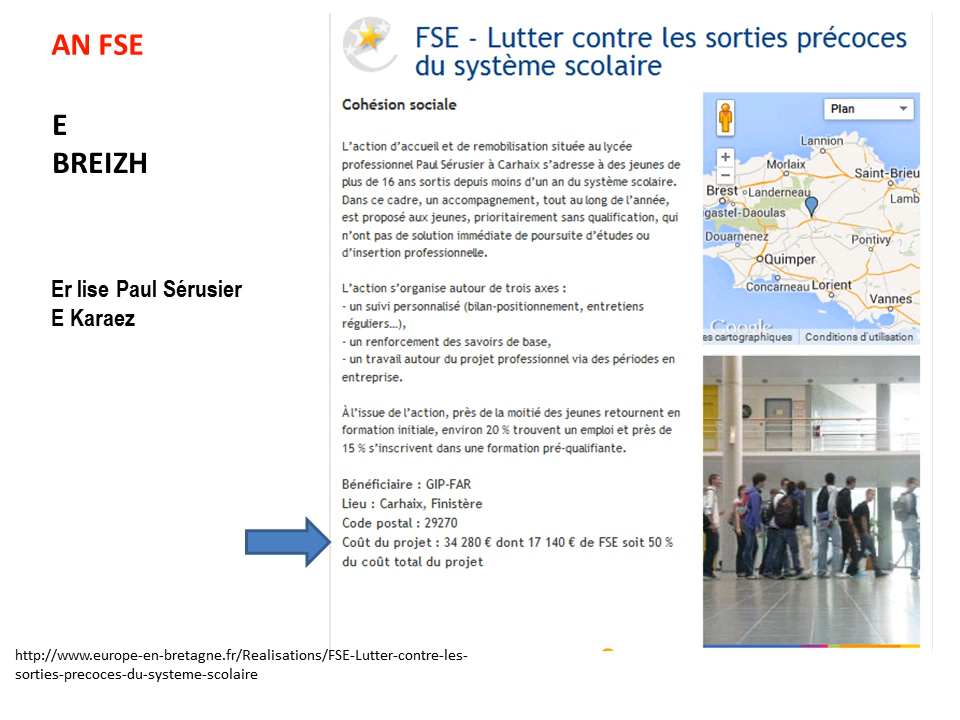 AN FSE
E
BREIZH
Er lise Paul Sérusier
E Karaez
FSE - Lutter contre les sorties précoces
du système scolaire
Cohésion sociale
L’action d’accueil et de remobilisation située au lycée
professionnel Paul Sérusier à Carhaix s’adresse à des jeunes de
plus de 16 ans sortis depuis moins d’un an du système scolaire.
Dans ce cadre, un accompagnement, tout au long de l’année,
est proposé aux jeunes, prioritairement sans qualification, qui
n’ont pas de solution immédiate de poursuite d’études ou
d’insertion professionnelle.
L’action s’organise autour de trois axes :
- un suivi personnalisé (bilan-positionnement, entretiens
réguliers…),
- un renforcement des savoirs de base,
- un travail autour du projet professionnel via des périodes en
entreprise.
À l’issue de l’action, près de la moitié des jeunes retournent en
formation initiale, environ 20 % trouvent un emploi et près de
15 % s’inscrivent dans une formation pré-qualifiante.
Bénéficiaire : GIP-FAR
Lieu : Carhaix, Finistère
Code postal : 29270
Coût du projet : 34 280 € dont 17 140 € de FSE soit 50 %
du coût total du projet
Plan
Lannion
Morlaix
Saint-Brieu
Brest
Landerneau
Lamb
igastel-Daoulas
Douarnenez
Pontivy
Quimper
Concarneau
Lorient
Vannes
Google
es cartographiques
Conditions d’utilisation
http://www.europe-en-bretagne.fr/Realisations/FSE-Lutter-contre-les-
sorties-precoces-du-systeme-scolaire